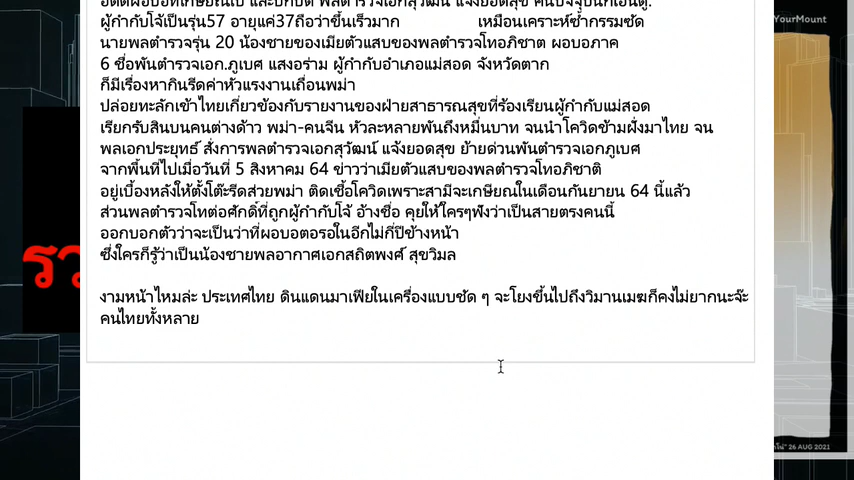 ผู้กำกับโจ้เป็นรุ่น57 อายุแค่37ถือว่าขึ้นเร็วมาก เหมือนเคราะห์ซ้ำกรรมซัด
นายพลตำรวจรุ่น 20 น้องชายของเมียตัวแสบของพลตำรวจโทอภิชาต ผอบอภาค
6 ชื่อพันตำรวจเอก.ภูเบศ แสงอร่าม ผู้กำกับอำเภอแม่สอด จังหวัดตาก
ก็มีเรื่องหากินรีดค่าหัวแรงงานเถื่อนพม่า
ปล่อยทะลักเข้าไทยเกี่ยวข้องกับรายงานของฝ่ายสาธารณสุขที่ร้องเรียนผู้กำกับแม่สอด
เรียกรับสินบนคนต่างด้าว พม่า-คนจีน หัวละหลายพันถึงหมื่นบาท จนนำโควิดข้ามฝั่งมาไทย จน
พลเอกประยุทธ์ สั่งการพลตำรวจเอกสุวัฒน์ แจ้งยอดสุข ย้ายด่วนพันตำรวจเอกภูเบศ
จากพื้นที่ไปเมื่อวันที่ 5 สิงหาคม 64 ข่าวว่าเมียตัวแสบของพลตำรวจโทอภิชาติ
อยู่เบื้องหลังให้ตั้งโต๊ะรีดส่วยพม่า ติดเชื้อโควิดเพราะสามีจะเกษียณในเดือนกันยายน 64 นี้แล้ว
ส่วนพลตำรวจโทต่อศักดิ์ที่ถูกผู้กำกับโจ้ อ้างชื่อ คุยให้ใครๆฟังว่าเป็นสายตรงคนนี้
ออกบอกตัวว่าจะเป็นว่าที่ผอบอตอรอในอีกไม่กี่ปีข้างหน้า
ซึ่งใครก็รู้ว่าเป็นน้องชายพลอากาศเอกสถิตพงศ์ สุขวิมล
งามหน้าไหมล่ะ ประเทศไทย ดินแดนมาเฟียในเครื่องแบบชัด ๆ จะโยงขึ้นไปถึงวิมานเมฆก็คงไม่ยากนะจ๊ะ
คนไทยทั้งหลาย
YourMount
26 AUG 2021